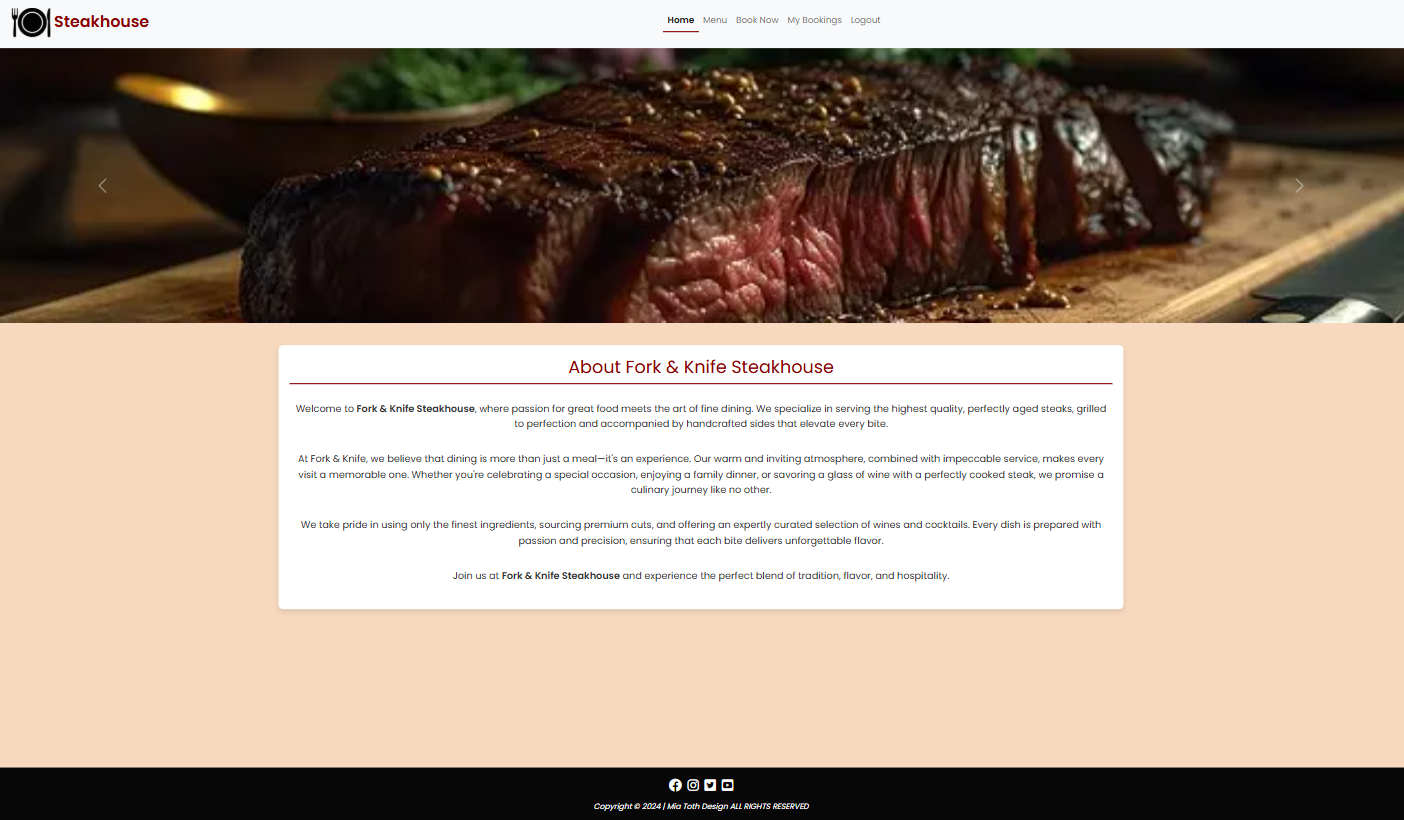 Steakhouse
Home Menu Book Now My Bookings Logout
About Fork & Knife Steakhouse
Welcome to Fork & Knife Steakhouse, where passion for great food meets the art of fine dining. We specialize in serving the highest quality, perfectly aged steaks, grilled
to perfection and accompanied by handcrafted sides that elevate every bite.
At Fork & Knife, we believe that dining is more than just a meal—it's an experience. Our warm and inviting atmosphere, combined with impeccable service, makes every
visit a memorable one. Whether you're celebrating a special occasion, enjoying a family dinner, or savoring a glass of wine with a perfectly cooked steak, we promise a
culinary journey like no other.
We take pride in using only the finest ingredients, sourcing premium cuts, and offering an expertly curated selection of wines and cocktails. Every dish is prepared with
passion and precision, ensuring that each bite delivers unforgettable flavor.
Join us at Fork & Knife Steakhouse and experience the perfect blend of tradition, flavor, and hospitality.
Copyright © 2024 | Mia Toth Design ALL RIGHTS RESERVED